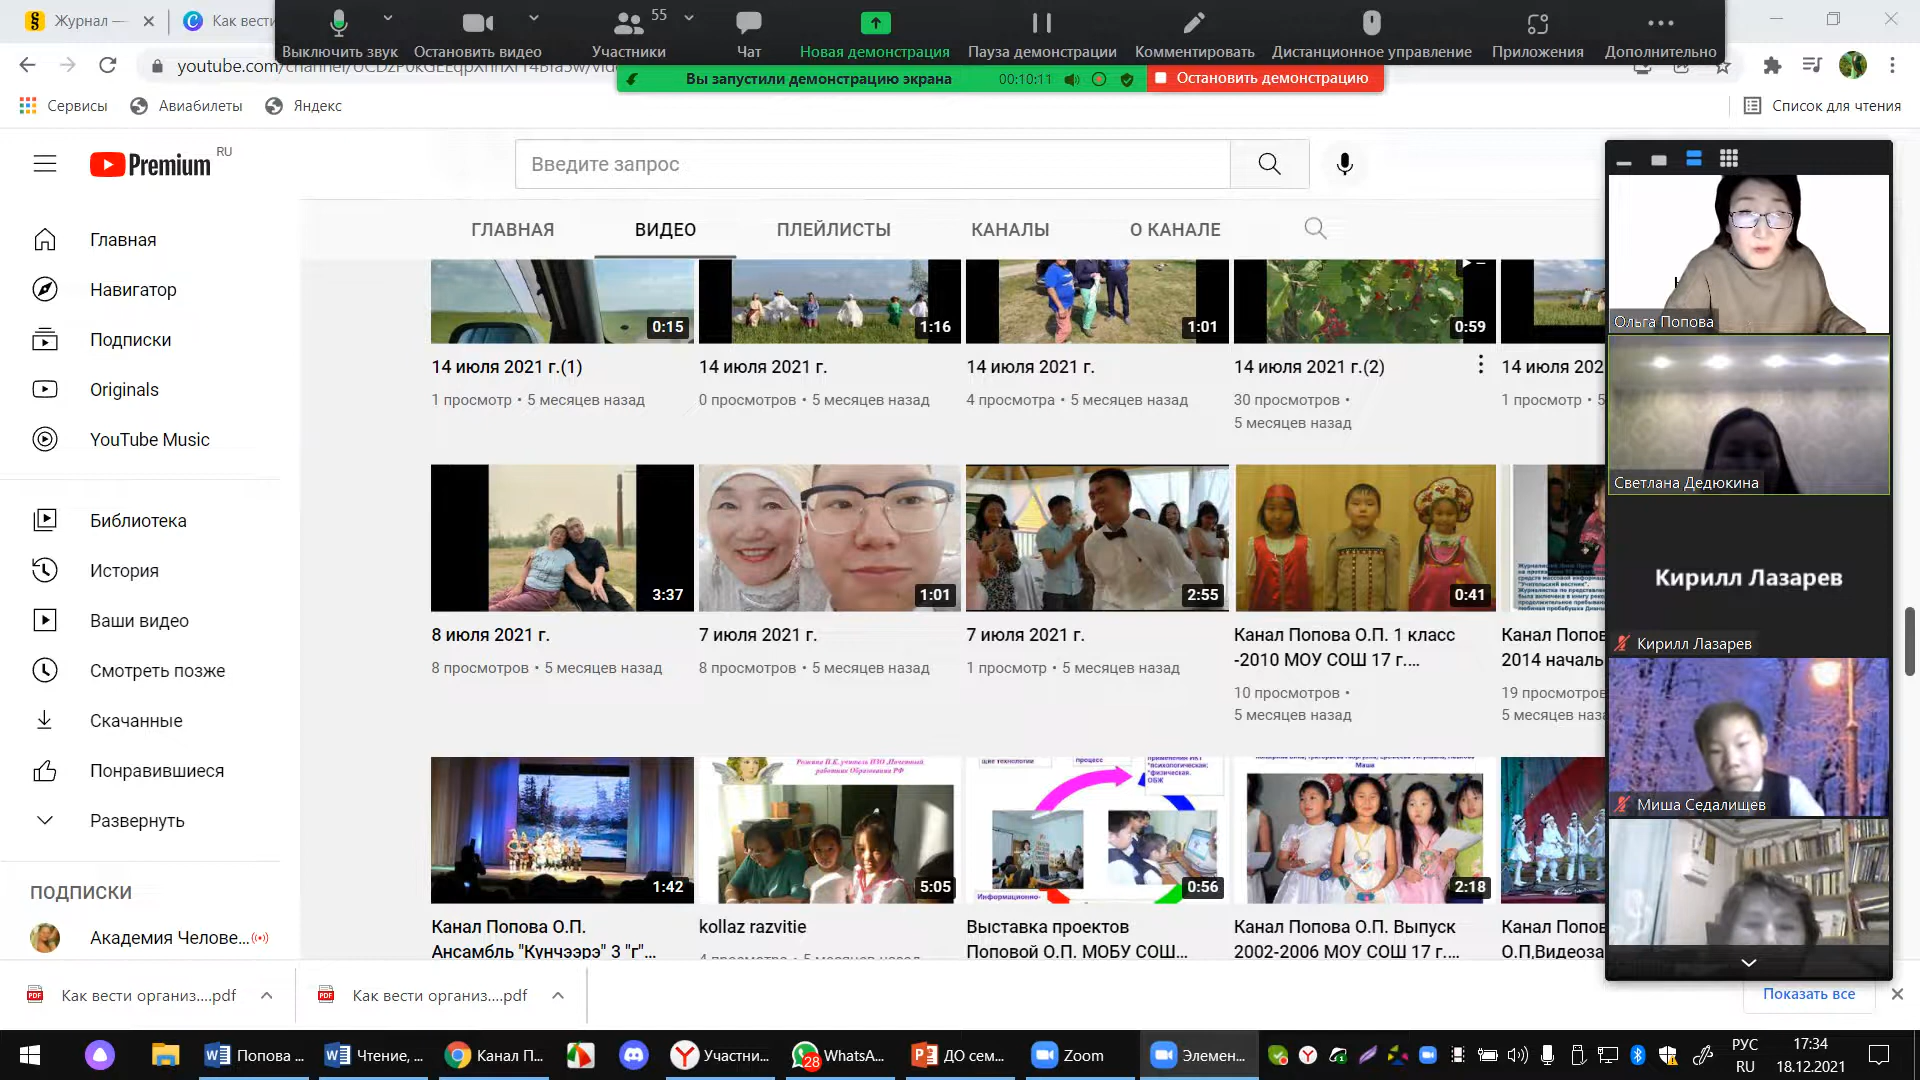 Журнал —
Как вести
55
Выключить звук
Остановить видео
Участники
Чат
Новая демонстрация
Пауза демонстрации
Комментировать
Дистанционное управление
Приложения
Дополнительно
Вы запустили демонстрацию экрана
00:10:11
Остановить демонстрацию
Сервисы
Авиабилеты
Яндекс
Список для чтения
Premium
RU
Введите запрос
ГЛАВНАЯ
ВИДЕО
ПЛЕЙЛИСТЫ
КАНАЛЫ
О КАНАЛЕ
Главная
Навигатор
Подписки
Originals
YouTube Music
Библиотека
История
Ваши видео
Смотреть позже
Скачанные
Понравившиеся
Развернуть
ПОДПИСКИ
Академия Челове...
0:15
14 июля 2021 г.(1)
1 просмотр • 5 месяцев назад
1:16
14 июля 2021 г.
0 просмотров • 5 месяцев назад
1:01
14 июля 2021 г.
4 просмотра • 5 месяцев назад
0:59
14 июля 2021 г.(2)
30 просмотров •
5 месяцев назад
14 июля 202
1 просмотр • 5
3:37
8 июля 2021 г.
8 просмотров • 5 месяцев назад
1:01
7 июля 2021 г.
8 просмотров • 5 месяцев назад
2:55
7 июля 2021 г.
1 просмотр • 5 месяцев назад
0:41
Канал Попова О.П. 1 класс
-2010 МОУ СОШ 17 г....
10 просмотров •
5 месяцев назад
Канал Попов
2014 началь
19 просмотров
5 месяцев наза
1:42
Канал Попова О.П.
Ансамбль "Кунчээрэ" 3 "г"...
5:05
kollaz razvitie
4 просмотра • 5 месяцев назад
0:56
Выставка проектов
Поповой О.П. МОБУ СОШ...
2:18
Канал Попова О.П. Выпуск
2002-2006 МОУ СОШ 17 г....
Канал Попова
О.П,Видеоза
Ольга Попова
Светлана Дедюкина
Кирилл Лазарев
Кирилл Лазарев
Миша Седалищев
Как вести организ....pdf
Как вести организ....pdf
Показать все
Попова ...
Чтение, ...
Канал П...
Участни...
28
WhatsA...
ДО сем...
Zoom
Элемен...
РУС
RU
17:34
18.12.2021